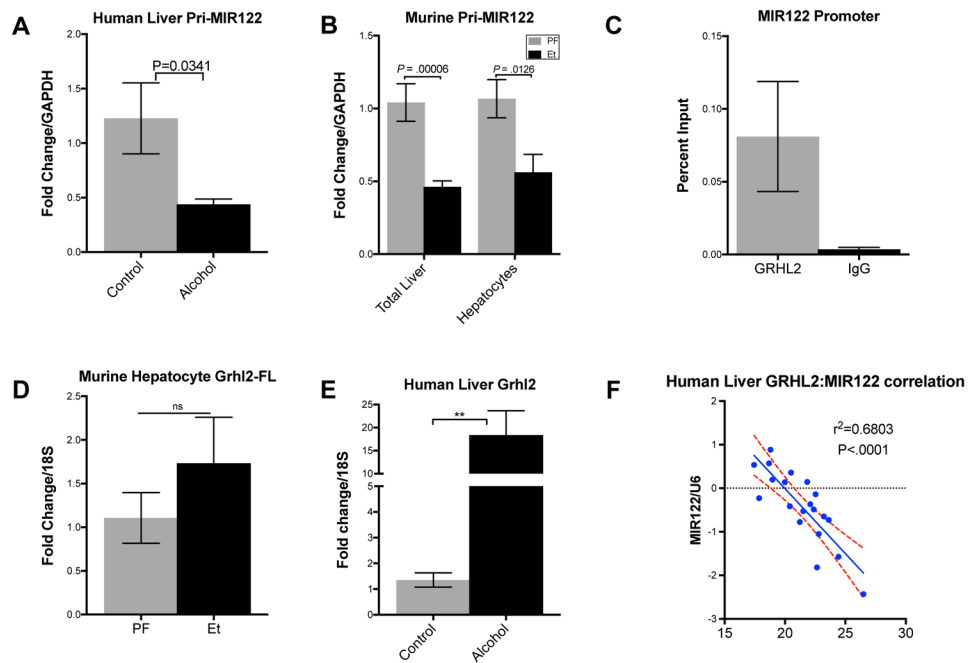 A
Human Liver Pri-MIR122
Fold Change/GAPDH
2.0
1.5
1.0
0.5
0.0
P=0.0341
Control
Alcohol
B
Murine Pri-MIR122
Fold Change/GAPDH
1.5
1.0
0.5
0.0
PF
Et
P = .00006
P = .0126
Total Liver
Hepatocytes
C
MIR122 Promoter
Percent Input
0.15
0.10
0.05
0.00
GRHL2
IgG
D
Murine Hepatocyte Grhl2-FL
Fold Change/18S
2.5
2.0
1.5
1.0
0.5
0.0
ns
PF
Et
E
Human Liver Grhl2
Fold change/18S
25
20
15
10
5
4
3
2
1
0
**
Control
Alcohol
F
Human Liver GRHL2:MIR122 correlation
MIR122/U6
2
1
0
-1
-2
-3
r²=0.6803
P<.0001
15
20
25
30